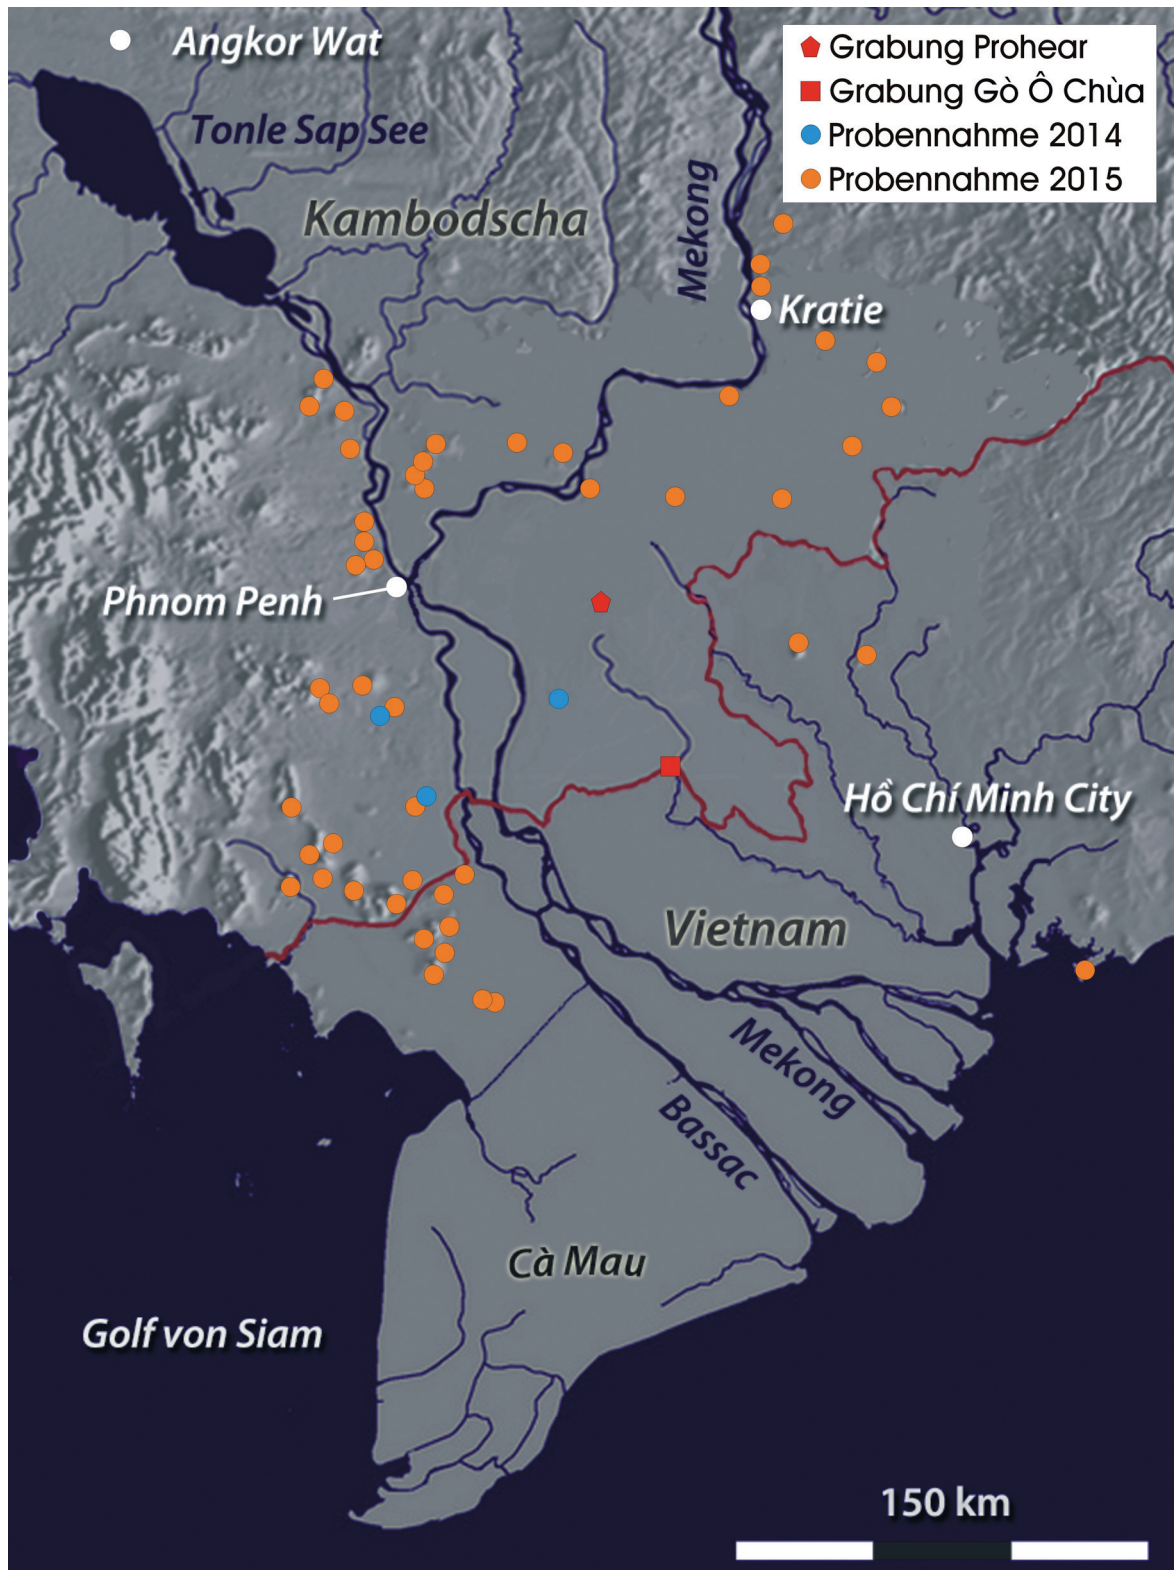 Angkor Wat
Tonle Sap See
Kambodscha
Mekong
Grabung Prohear
Grabung Gò Ô Chùa
Probennahme 2014
Probennahme 2015
Kratie
Phnom Penh
Hồ Chí Minh City
Vietnam
Mekong
Bassac
Cà Mau
Golf von Siam
150 km